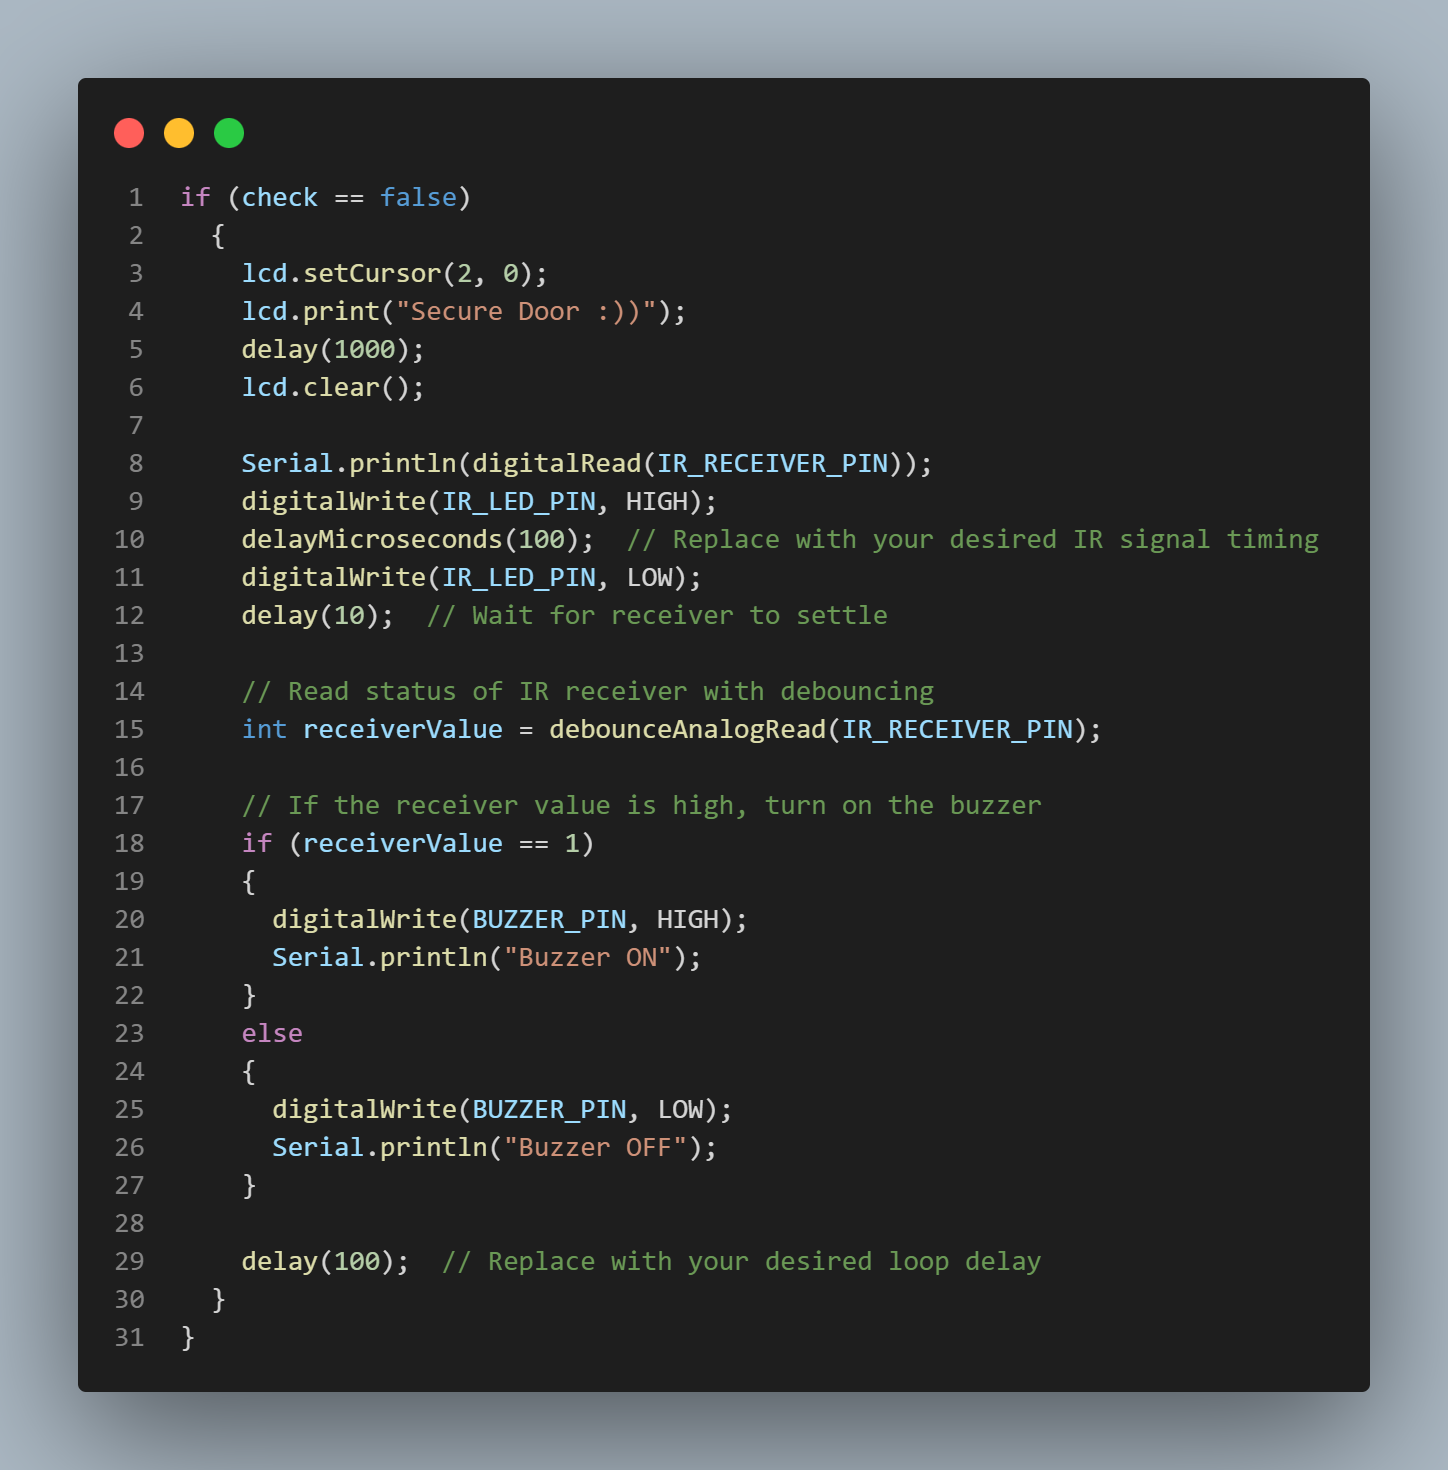 1 if (check == false)
2 {
3 lcd.setCursor(2, 0);
4 lcd.print("Secure Door :))");
5 delay(1000);
6 lcd.clear();
7
8 Serial.println(digitalRead(IR_RECEIVER_PIN));
9 digitalWrite(IR_LED_PIN, HIGH);
10 delayMicroseconds(100);  // Replace with your desired IR signal timing
11 digitalWrite(IR_LED_PIN, LOW);
12 delay(10);  // Wait for receiver to settle
13
14 // Read status of IR receiver with debouncing
15 int receiverValue = debounceAnalogRead(IR_RECEIVER_PIN);
16
17 // If the receiver value is high, turn on the buzzer
18 if (receiverValue == 1)
19 {
20 digitalWrite(BUZZER_PIN, HIGH);
21 Serial.println("Buzzer ON");
22 }
23 else
24 {
25 digitalWrite(BUZZER_PIN, LOW);
26 Serial.println("Buzzer OFF");
27 }
28
29 delay(100);  // Replace with your desired loop delay
30 }
31 }